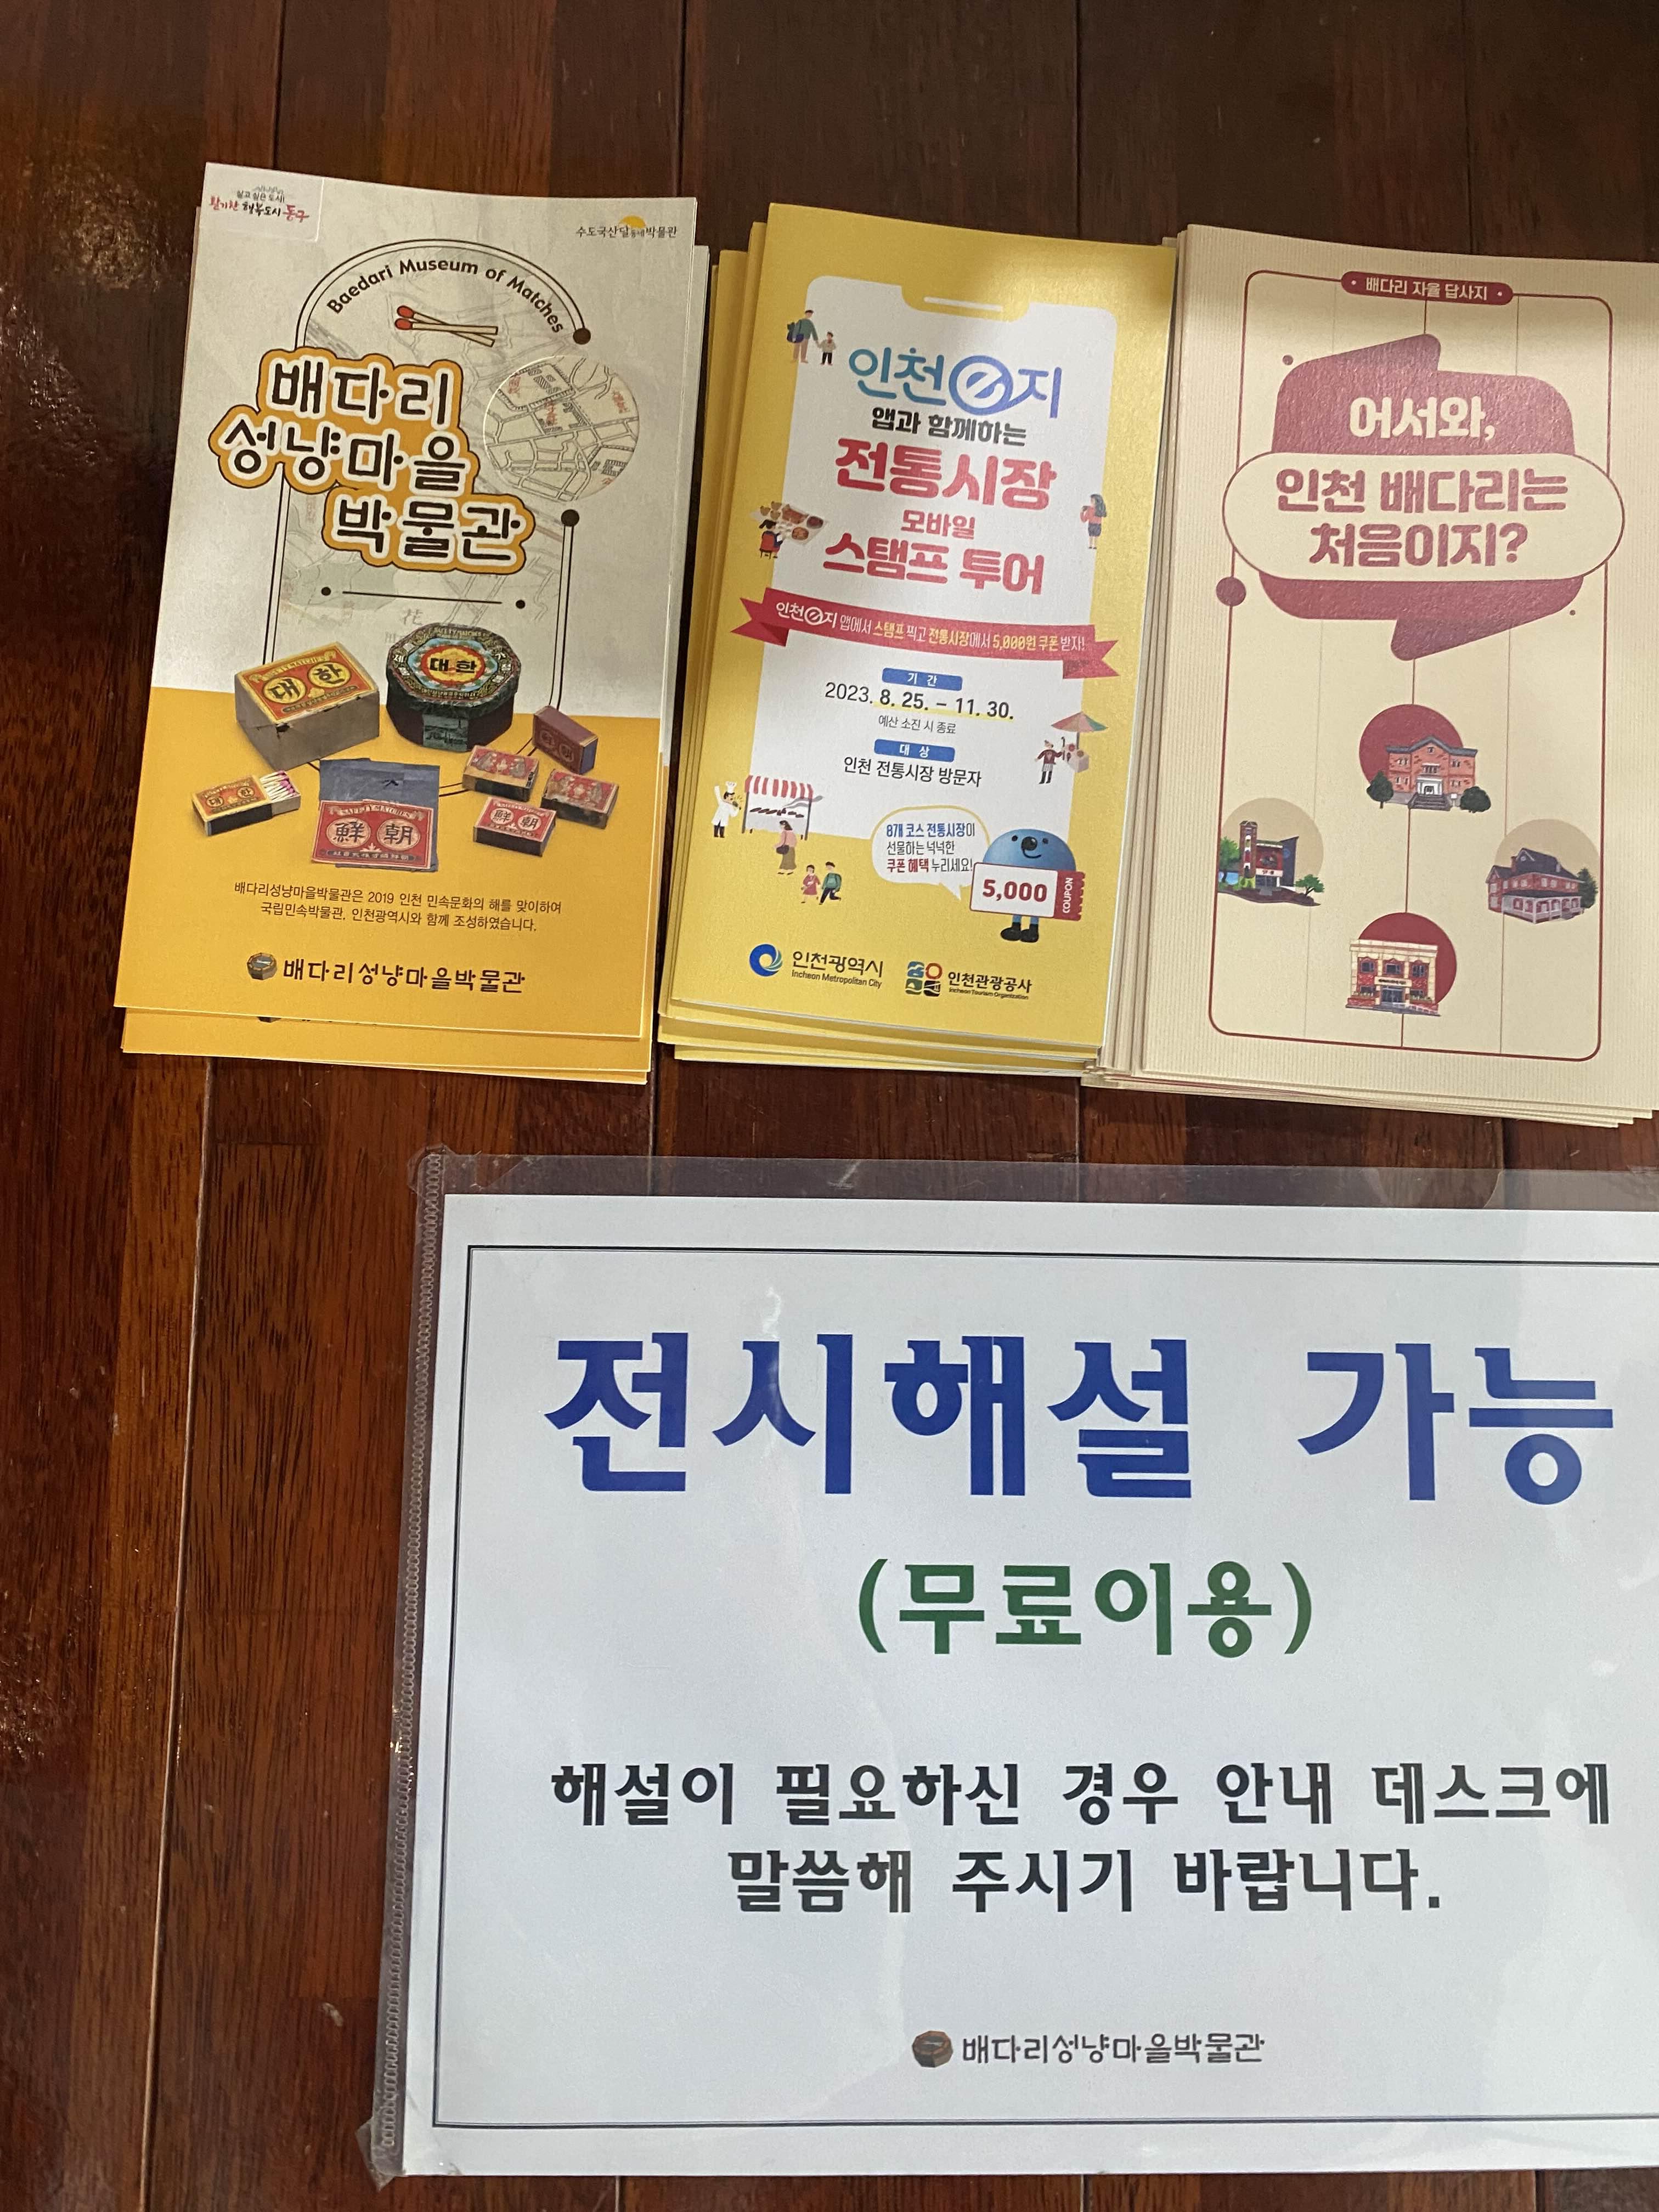 살고 싶은 도시!
활기찬 행복도시 동구
수도국산달동네박물관
Baedari Museum of Matches
배다리
성냥마을
박물관
대한
대한
대한
SAFETY MATCHES
鮮 朝
鮮 朝
배다리성냥마을박물관은 2019 인천 민속문화의 해를 맞이하여
국립민속박물관, 인천광역시와 함께 조성하였습니다.
배다리성냥마을박물관
인천e지
앱과 함께하는
전통시장
모바일
스탬프 투어
인천e지 앱에서 스탬프 찍고 전통시장에서 5,000원 쿠폰 받자!
기 간
2023. 8. 25. - 11. 30.
예산 소진 시 종료
대 상
인천 전통시장 방문자
8개 코스 전통시장이
선물하는 넉넉한
쿠폰 혜택 누리세요!
5,000
COUPON
인천광역시
Incheon Metropolitan City
인천관광공사
Incheon Tourism Organization
• 배다리 자율 답사지 •
어서와,
인천 배다리는
처음이지?
전시해설 가능
(무료이용)
해설이 필요하신 경우 안내 데스크에
말씀해 주시기 바랍니다.
배다리성냥마을박물관